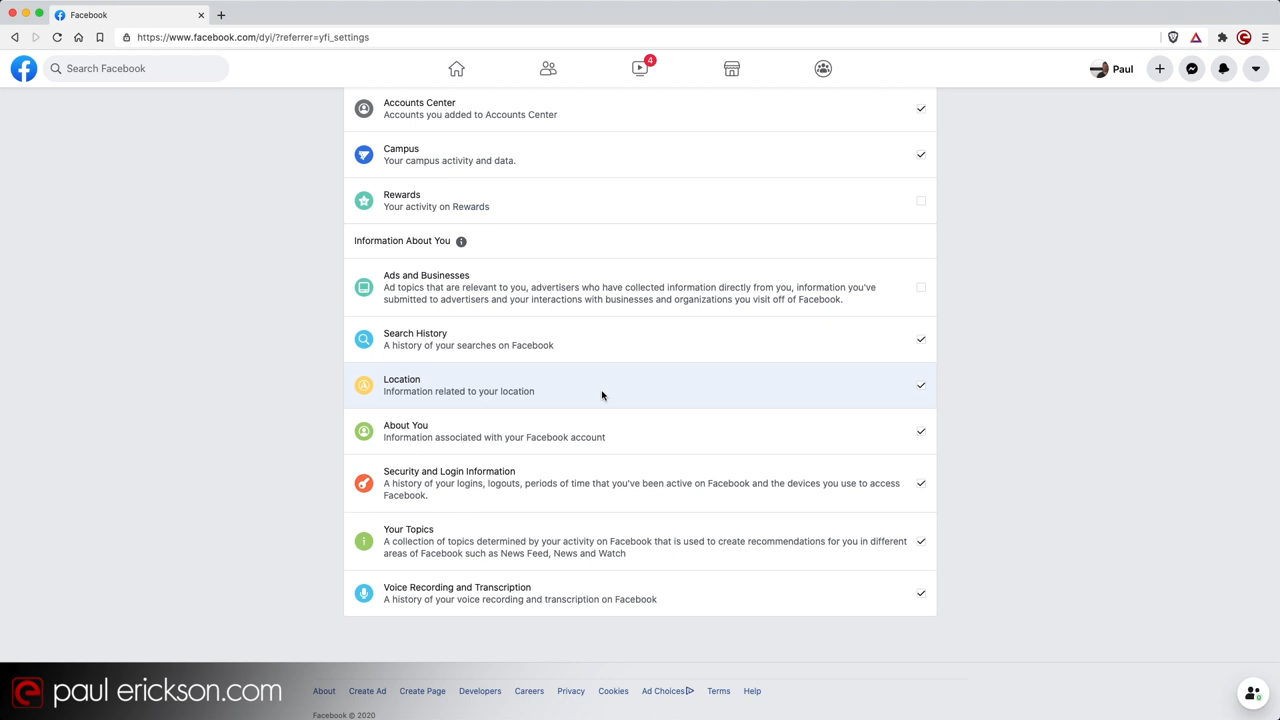 Facebook
https://www.facebook.com/dyi/?referrer=yfi_settings
Search Facebook
4
Paul
Accounts Center
Accounts you added to Accounts Center
Campus
Your campus activity and data.
Rewards
Your activity on Rewards
Information About You
Ads and Businesses
Ad topics that are relevant to you, advertisers who have collected information directly from you, information you've
submitted to advertisers and your interactions with businesses and organizations you visit off of Facebook.
Search History
A history of your searches on Facebook
Location
Information related to your location
About You
Information associated with your Facebook account
Security and Login Information
A history of your logins, logouts, periods of time that you've been active on Facebook and the devices you use to access
Facebook.
Your Topics
A collection of topics determined by your activity on Facebook that is used to create recommendations for you in different
areas of Facebook such as News Feed, News and Watch
Voice Recording and Transcription
A history of your voice recording and transcription on Facebook
paul erickson.com
About Create Ad Create Page Developers Careers Privacy Cookies Ad Choices Terms Help
Facebook © 2020